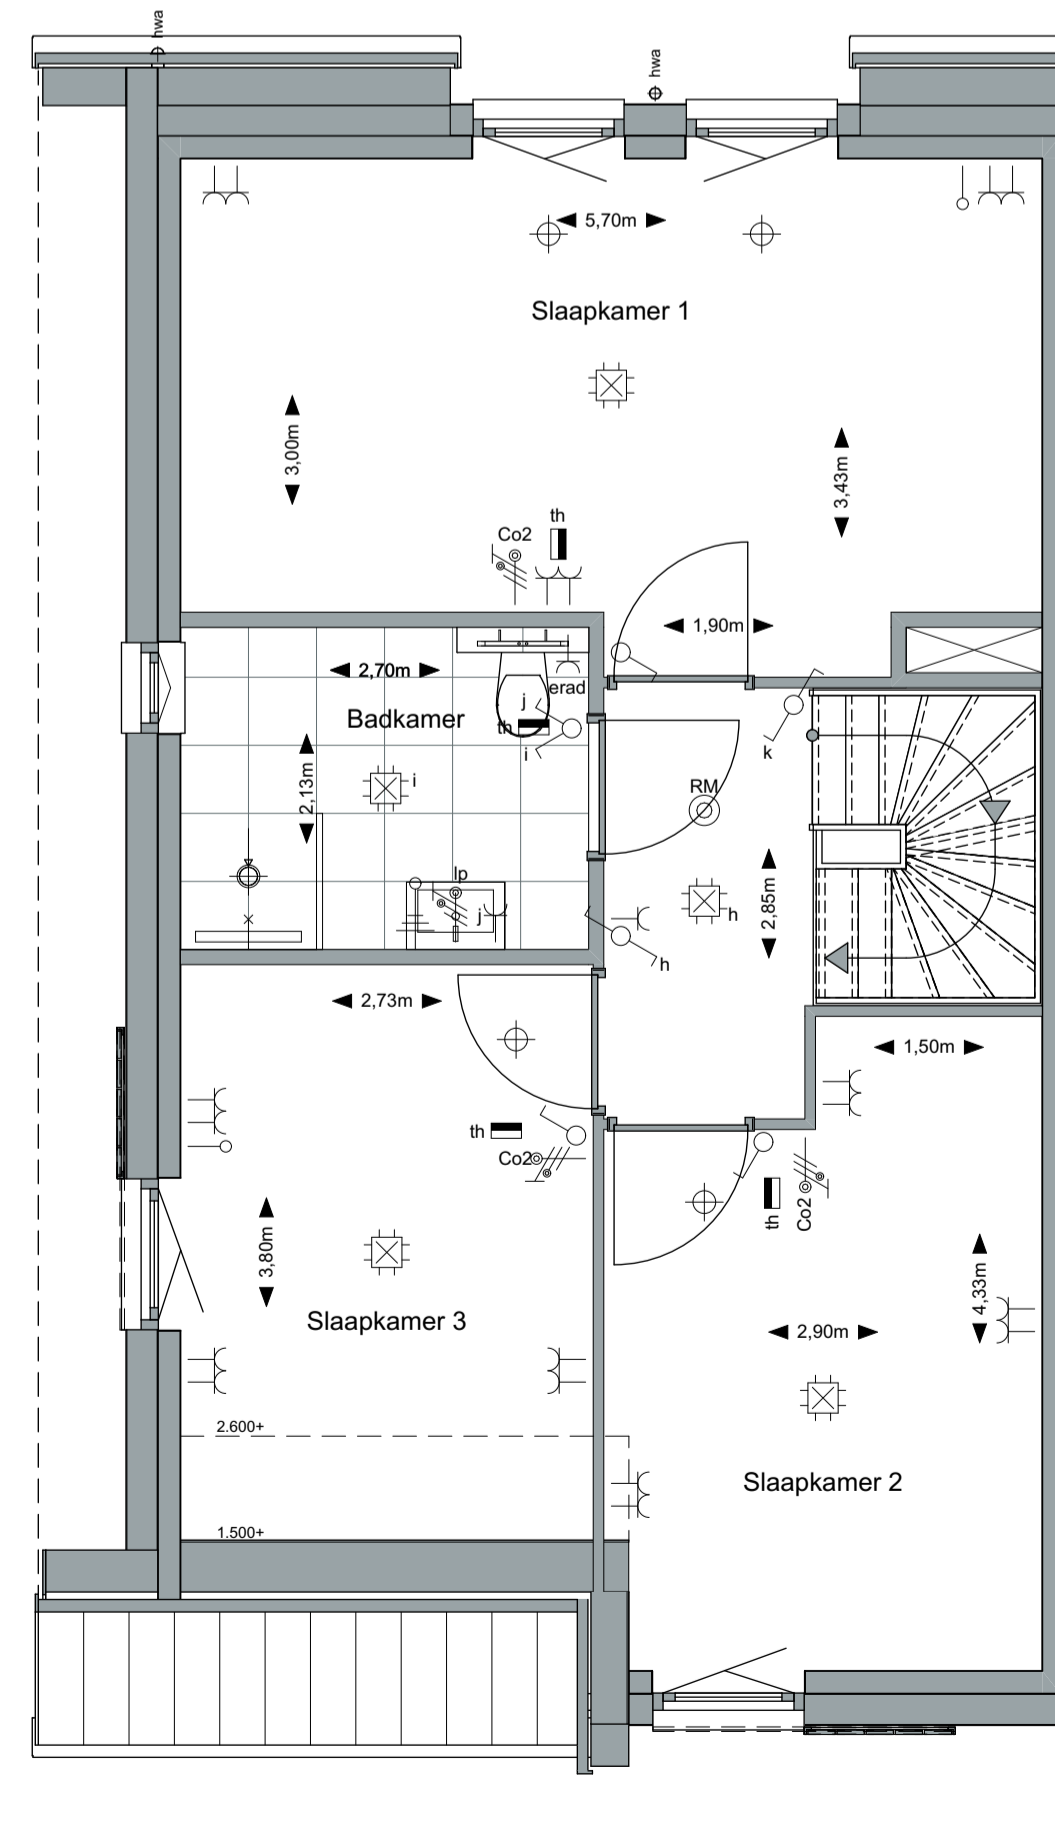 hwa
hwa
5,70m
Slaapkamer 1
3,00m
3,43m
th
Co2
1,90m
2,70m
erad
j
Badkamer
th
i
k
2,13m
i
RM
lp
j
h
2,85m
h
2,73m
1,50m
th
Co2
th
Co2
3,80m
4,33m
Slaapkamer 3
2,90m
2.600+
Slaapkamer 2
1.500+